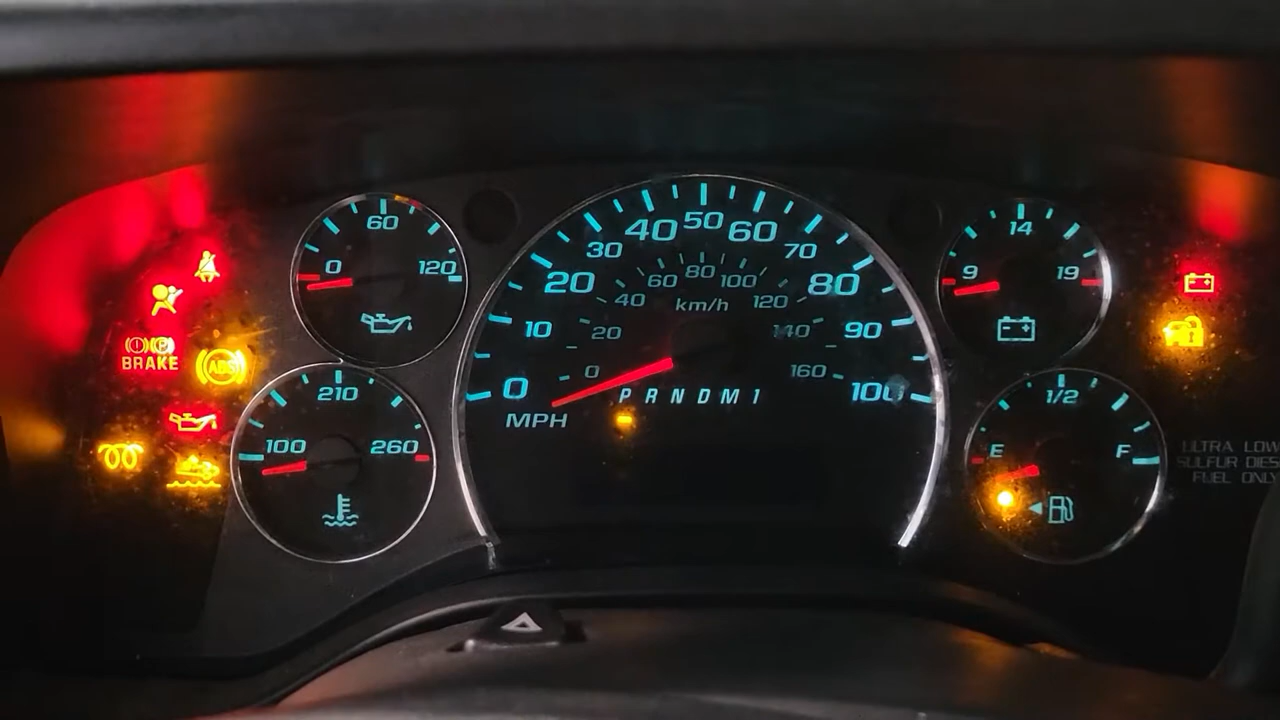 60
0 120
210
100 260
BRAKE
ABS
0 10 20 30 40 50 60 70 80 90 100
0 20 40 60 80 100 120 140 160
km/h
MPH
PRNDM1
14
9 19
1/2
E F
ULTRA LOW
SULFUR DIES
FUEL ONLY